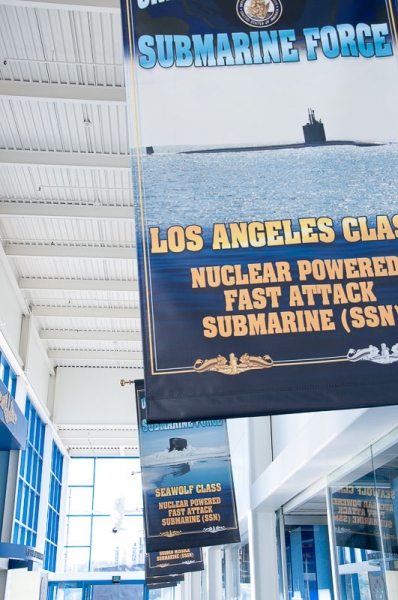 SUBMARINE FORCE
LOS ANGELES CLAS
NUCLEAR POWERED
FAST ATTACK
SUBMARINE (SSN)
SUBMARINE FORCE
SEAWOLF CLASS
NUCLEAR POWERED
FAST ATTACK
SUBMARINE (SSN)